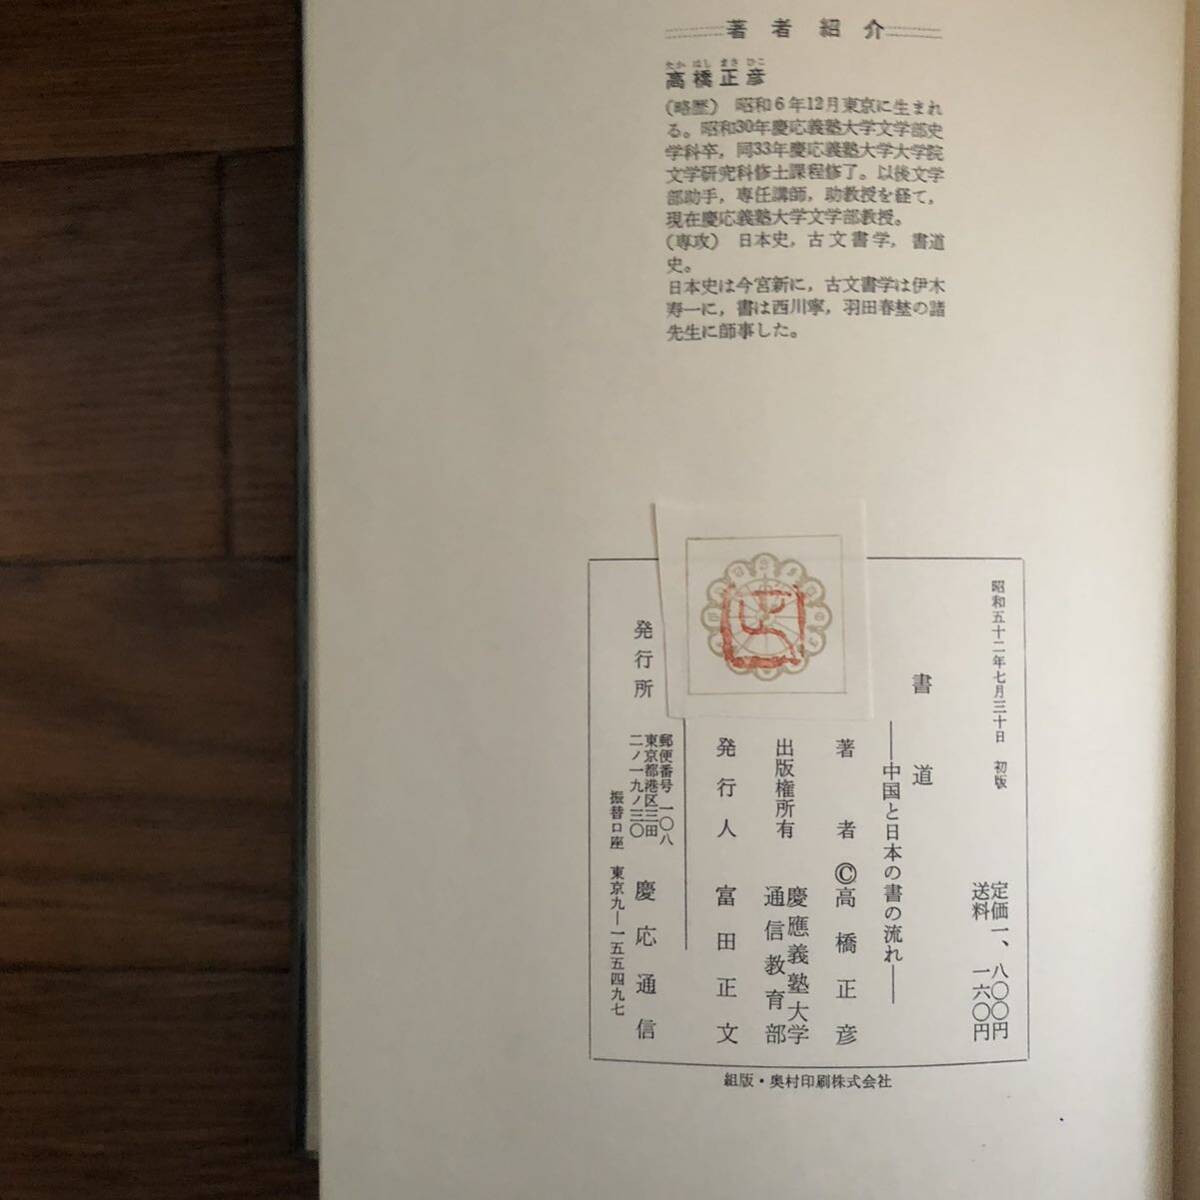 著者紹介
たかはしまさひこ
高橋正彦
(略歴) 昭和6年12月東京に生まれ
る。昭和30年慶応義塾大学文学部史
学科卒，同33年慶応義塾大学大学院
文学研究科修士課程修了。以後文学
部助手，専任講師，助教授を経て，
現在慶応義塾大学文学部教授。
(専攻) 日本史，古文書学，書道
史。
日本史は今宮新に，古文書学は伊木
寿一に，書は西川寧，羽田春埜の諸
先生に師事した。
昭和五十二年七月三十日 初版
定価一、八〇〇円
送料 一六〇円
書道
——中国と日本の書の流れ——
著者 ©高橋正彦
出版権所有 慶應義塾大学
通信教育部
発行人 富田正文
発行所 慶応通信
郵便番号 一〇八
東京都港区三田
二ノ一九ノ三〇
振替口座 東京九—一五五四九七
組版・奥村印刷株式会社